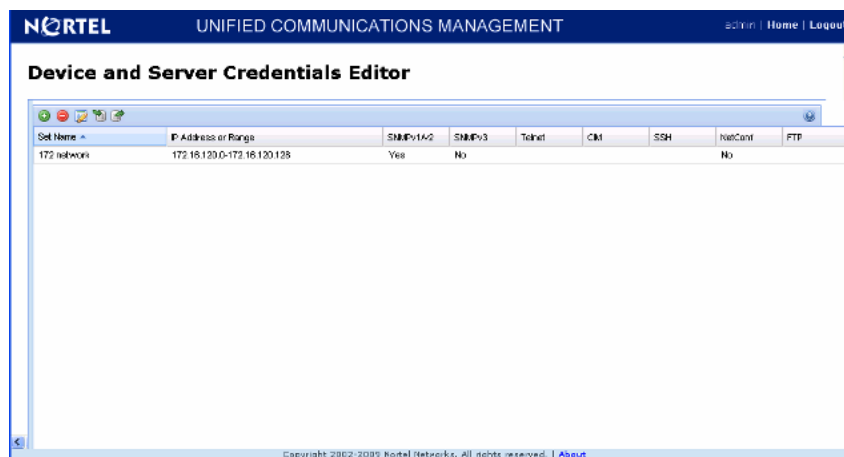 NORTEL UNIFIED COMMUNICATIONS MANAGEMENT admin | Home | Logout
Device and Server Credentials Editor
Set Name IP Address or Range SNMPv1/v2 SNMPv3 Telnet CIM SSH NetConf FTP
172 network 172.16.120.0-172.16.120.128 Yes No No
Copyright 2002-2009 Nortel Networks. All rights reserved. | About